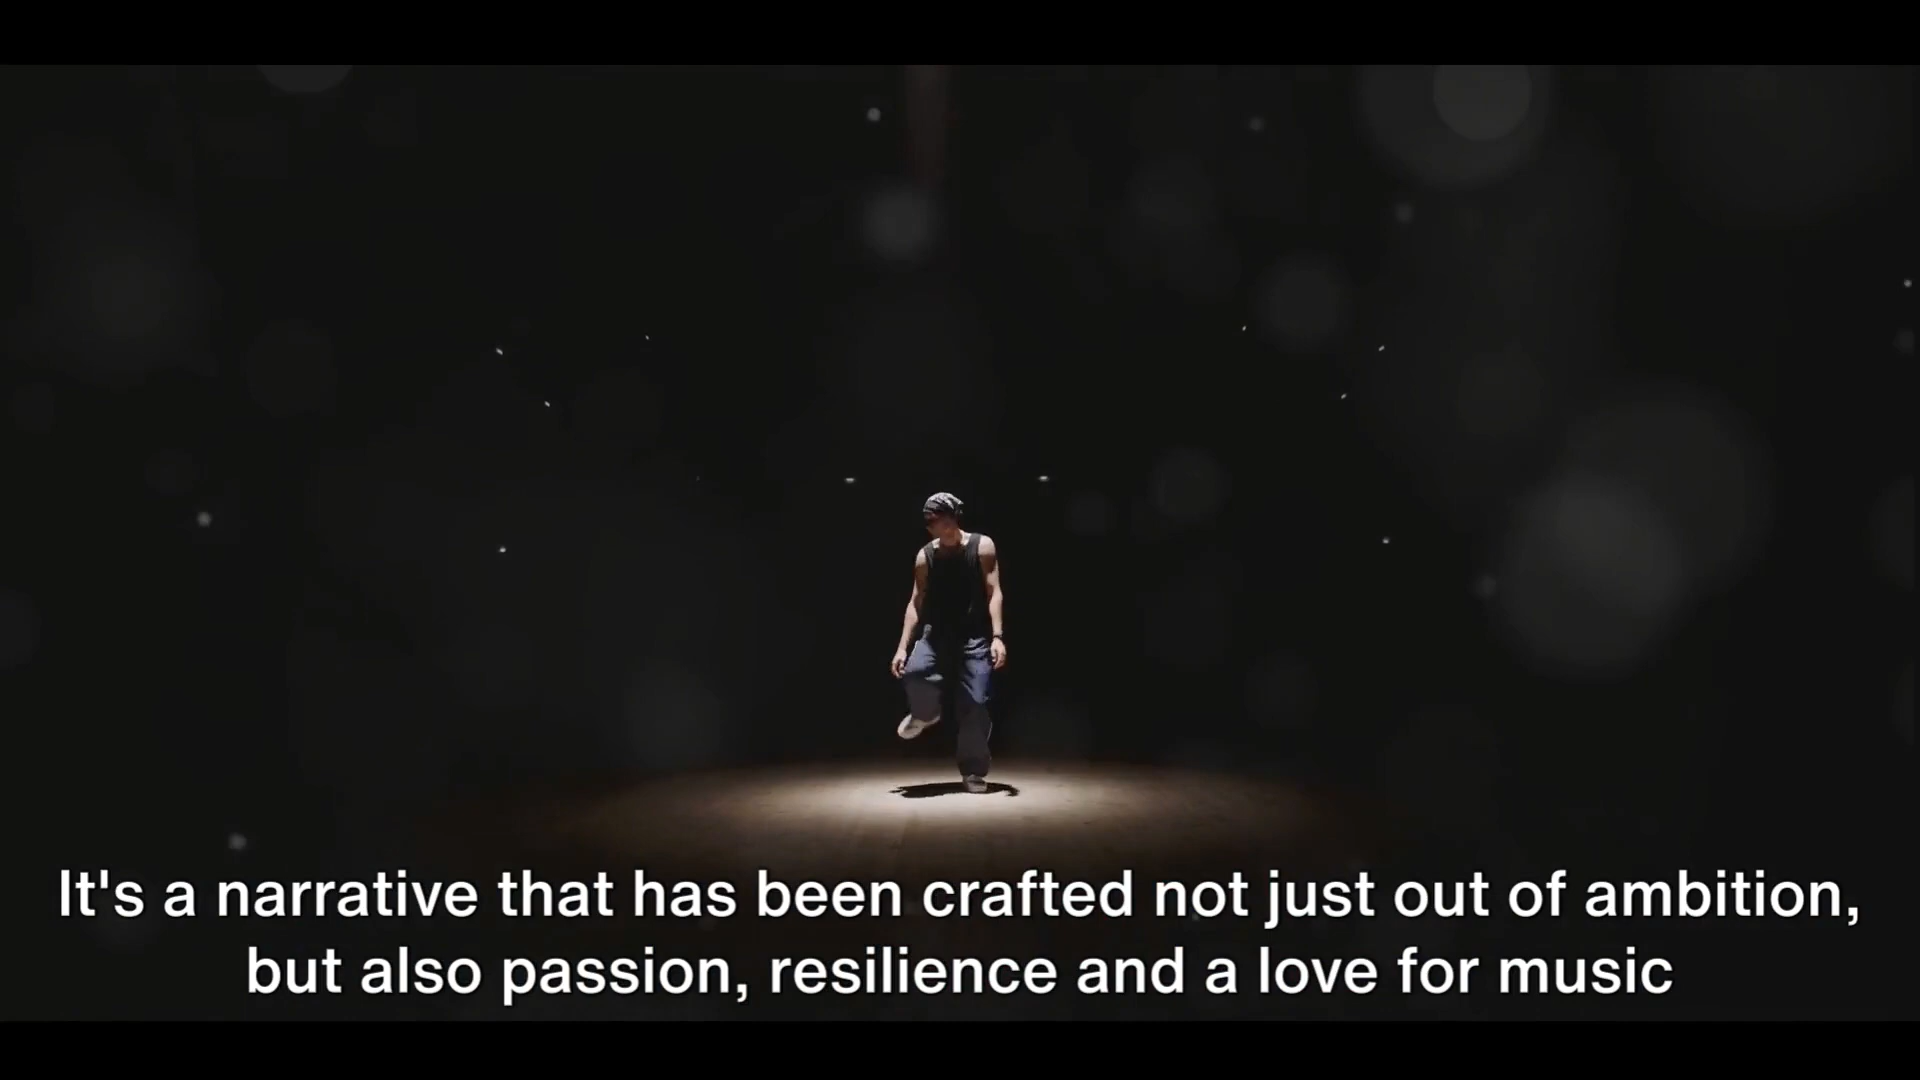 It's a narrative that has been crafted not just out of ambition,
but also passion, resilience and a love for music